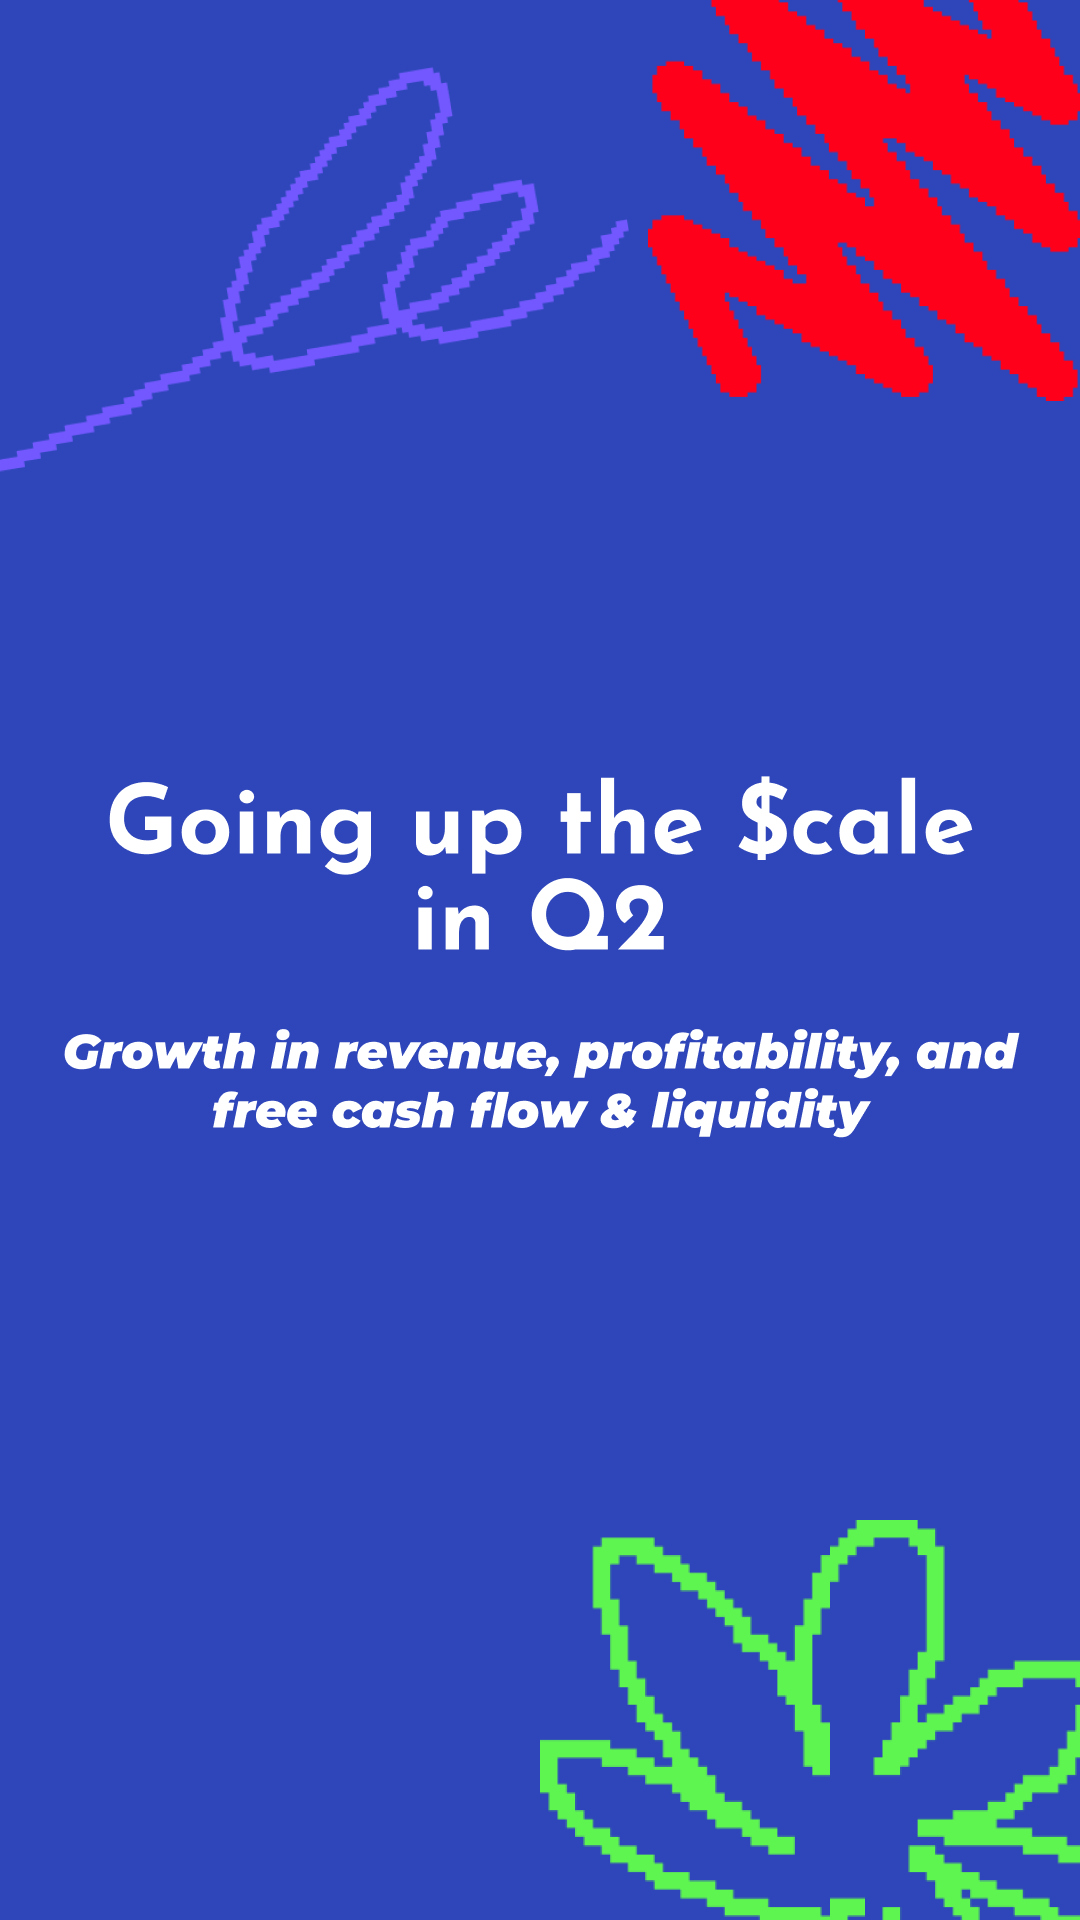 Going up the $cale
in Q2
Growth in revenue, profitability, and
free cash flow & liquidity